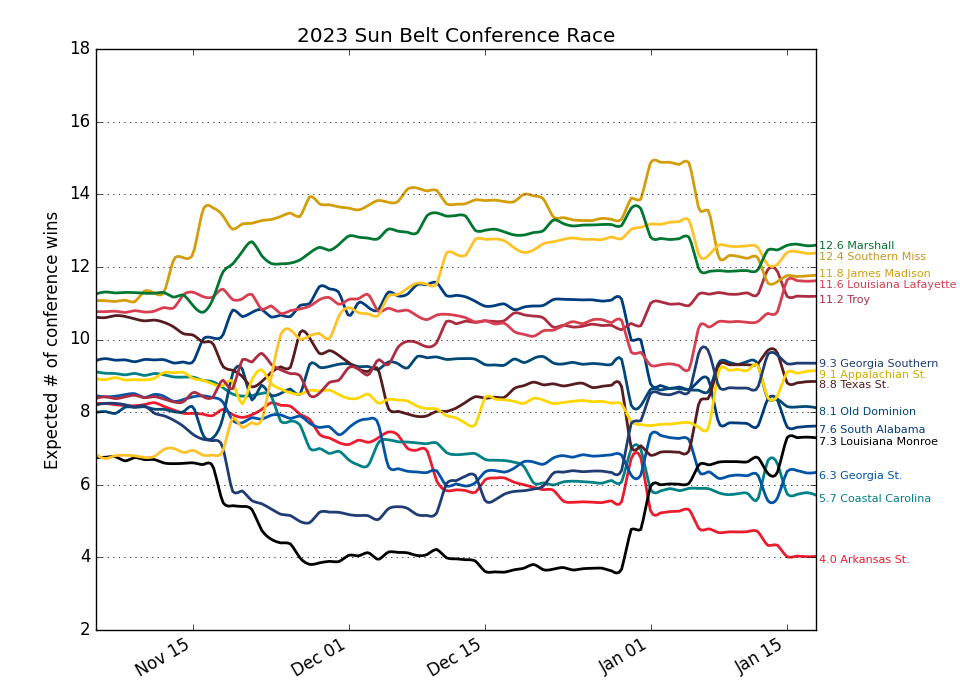 2023 Sun Belt Conference Race
Expected # of conference wins
18
16
14
12
10
8
6
4
2
Nov 15
Dec 01
Dec 15
Jan 01
Jan 15
12.6 Marshall
12.4 Southern Miss
11.8 James Madison
11.6 Louisiana Lafayette
11.2 Troy
9.3 Georgia Southern
9.1 Appalachian St.
8.8 Texas St.
8.1 Old Dominion
7.6 South Alabama
7.3 Louisiana Monroe
6.3 Georgia St.
5.7 Coastal Carolina
4.0 Arkansas St.